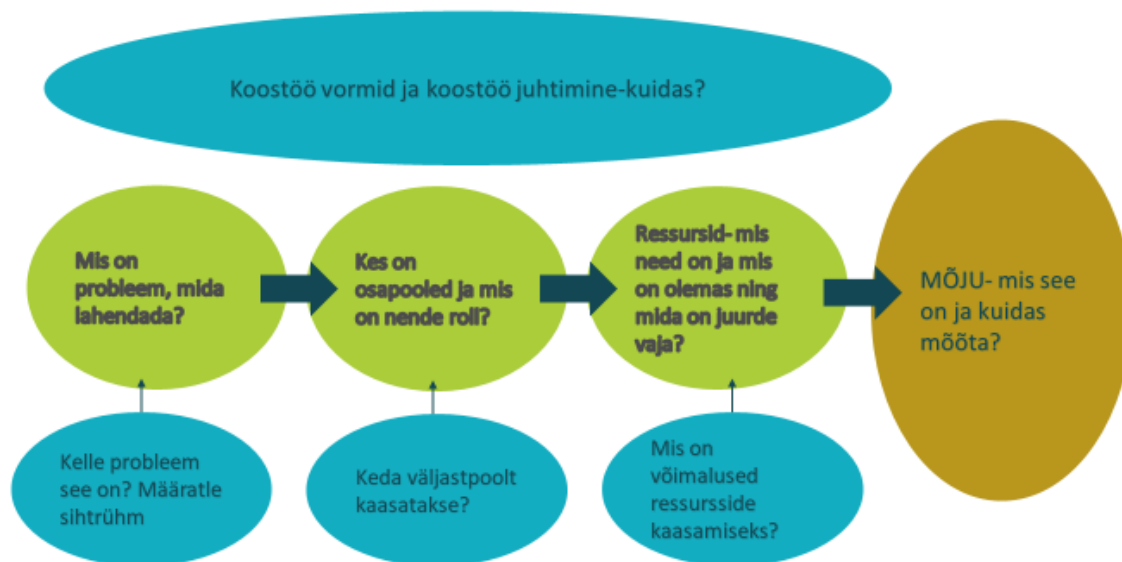 Koostöö vormid ja koostöö juhtimine-kuidas?
Mis on
probleem, mida
lahendada?
Kes on
osapooled ja mis
on nende roll?
Ressursid- mis
need on ja mis
on olemas ning
mida on juurde
vaja?
MÕJU- mis see
on ja kuidas
mõõta?
Kelle probleem
see on? Määratle
sihtrühm
Keda väljastpoolt
kaasatakse?
Mis on
võimalused
ressursside
kaasamiseks?